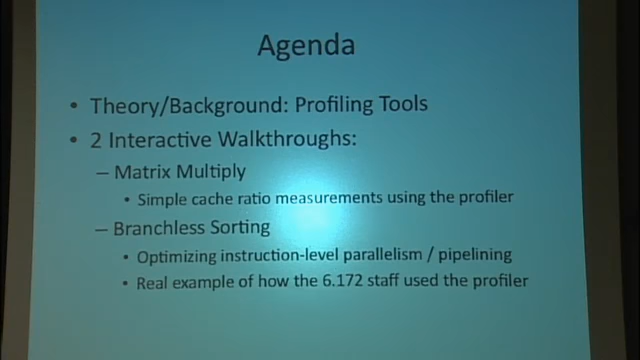 Agenda
• Theory/Background: Profiling Tools
• 2 Interactive Walkthroughs:
– Matrix Multiply
• Simple cache ratio measurements using the profiler
– Branchless Sorting
• Optimizing instruction-level parallelism / pipelining
• Real example of how the 6.172 staff used the profiler